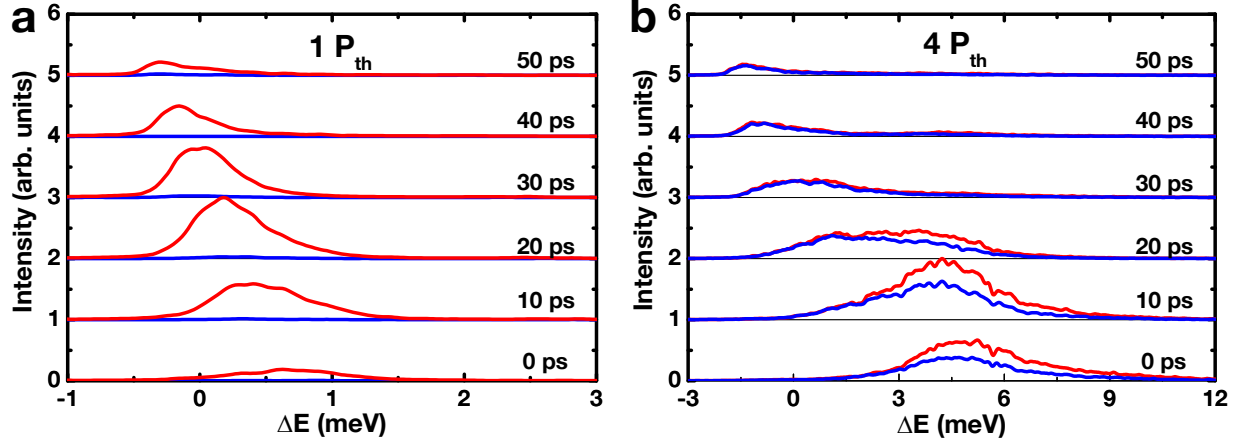 a
1 P_th
Intensity (arb. units)
6
5
4
3
2
1
0
50 ps
40 ps
30 ps
20 ps
10 ps
0 ps
-1
0
1
2
3
ΔE (meV)
b
4 P_th
Intensity (arb. units)
6
5
4
3
2
1
0
50 ps
40 ps
30 ps
20 ps
10 ps
0 ps
-3
0
3
6
9
12
ΔE (meV)